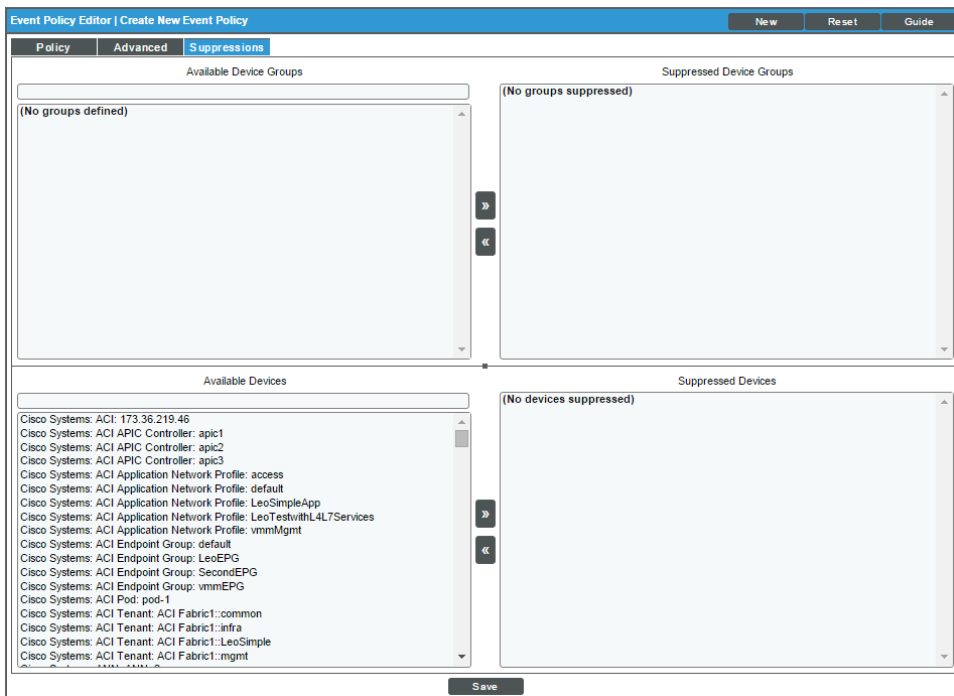 Event Policy Editor | Create New Event Policy
New
Reset
Guide
Policy
Advanced
Suppressions
Available Device Groups
Suppressed Device Groups
(No groups defined)
(No groups suppressed)
»
«
Available Devices
Suppressed Devices
(No devices suppressed)
Cisco Systems: ACI: 173.36.219.46
Cisco Systems: ACI APIC Controller: apic1
Cisco Systems: ACI APIC Controller: apic2
Cisco Systems: ACI APIC Controller: apic3
Cisco Systems: ACI Application Network Profile: access
Cisco Systems: ACI Application Network Profile: default
Cisco Systems: ACI Application Network Profile: LeoSimpleApp
Cisco Systems: ACI Application Network Profile: LeoTestwithL4L7Services
Cisco Systems: ACI Application Network Profile: vmmMgmt
Cisco Systems: ACI Endpoint Group: default
Cisco Systems: ACI Endpoint Group: LeoEPG
Cisco Systems: ACI Endpoint Group: SecondEPG
Cisco Systems: ACI Endpoint Group: vmmEPG
Cisco Systems: ACI Pod: pod-1
Cisco Systems: ACI Tenant: ACI Fabric1::common
Cisco Systems: ACI Tenant: ACI Fabric1::infra
Cisco Systems: ACI Tenant: ACI Fabric1::LeoSimple
Cisco Systems: ACI Tenant: ACI Fabric1::mgmt
»
«
Save